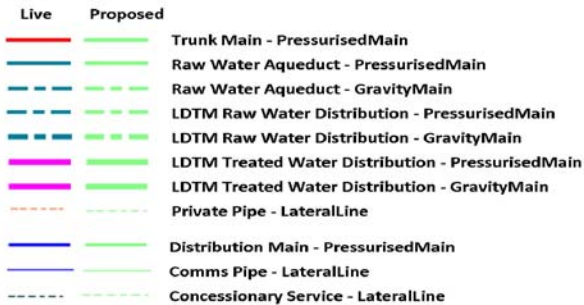 Live Proposed
Trunk Main - PressurisedMain
Raw Water Aqueduct - PressurisedMain
Raw Water Aqueduct - GravityMain
LDTM Raw Water Distribution - PressurisedMain
LDTM Raw Water Distribution - GravityMain
LDTM Treated Water Distribution - PressurisedMain
LDTM Treated Water Distribution - GravityMain
Private Pipe - LateralLine
Distribution Main - PressurisedMain
Comms Pipe - LateralLine
Concessionary Service - LateralLine